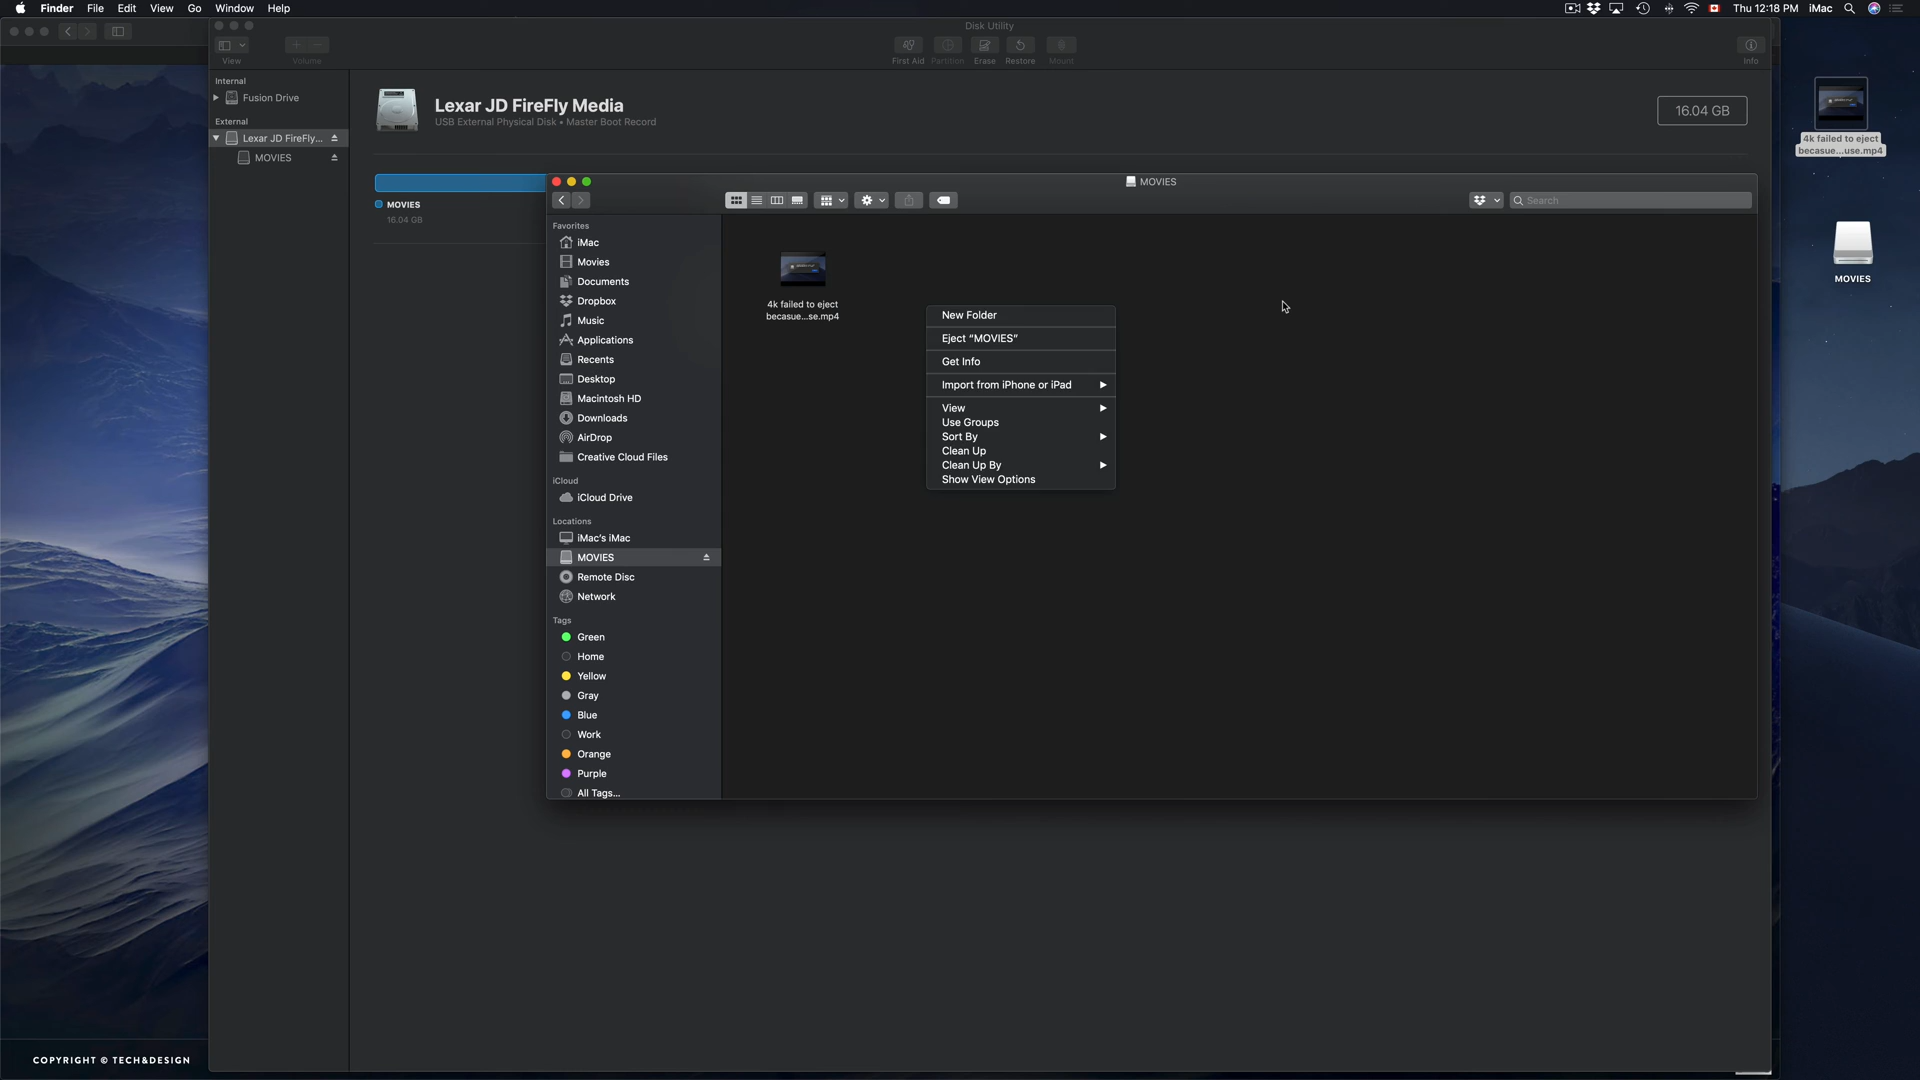 Finder File Edit View Go Window Help
Thu 12:18 PM iMac
Disk Utility
View
Volume
First Aid
Partition
Erase
Restore
Mount
Info
Internal
Fusion Drive
External
Lexar JD FireFly...
MOVIES
Lexar JD FireFly Media
USB External Physical Disk • Master Boot Record
16.04 GB
MOVIES
16.04 GB
MOVIES
Search
Favorites
iMac
Movies
Documents
Dropbox
Music
Applications
Recents
Desktop
Macintosh HD
Downloads
AirDrop
Creative Cloud Files
iCloud
iCloud Drive
Locations
iMac's iMac
MOVIES
Remote Disc
Network
Tags
Green
Home
Yellow
Gray
Blue
Work
Orange
Purple
All Tags...
4k failed to eject
becasue...se.mp4
New Folder
Eject “MOVIES”
Get Info
Import from iPhone or iPad
View
Use Groups
Sort By
Clean Up
Clean Up By
Show View Options
4k failed to eject
becasue...use.mp4
MOVIES
COPYRIGHT © TECH&DESIGN